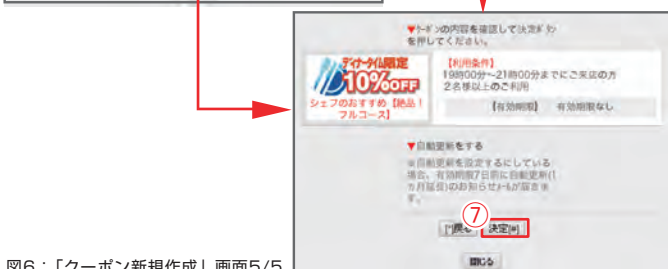 ▼クーポンの内容を確認して決定ボタン
を押してください。
ディナータイム限定
10%OFF
シェフのおすすめ【絶品！
フルコース】
【利用条件】
19時00分～21時00分までにご来店の方
2名様以上のご利用
【有効期限】 有効期限なし
▼自動更新をする
※自動更新を設定するにしている
場合、有効期限7日前に自動更新(1
カ月延長)のお知らせﾒｰﾙが届きま
す。
⑦
[*]戻る 決定[#]
閉じる
図6：「クーポン新規作成」画面5/5